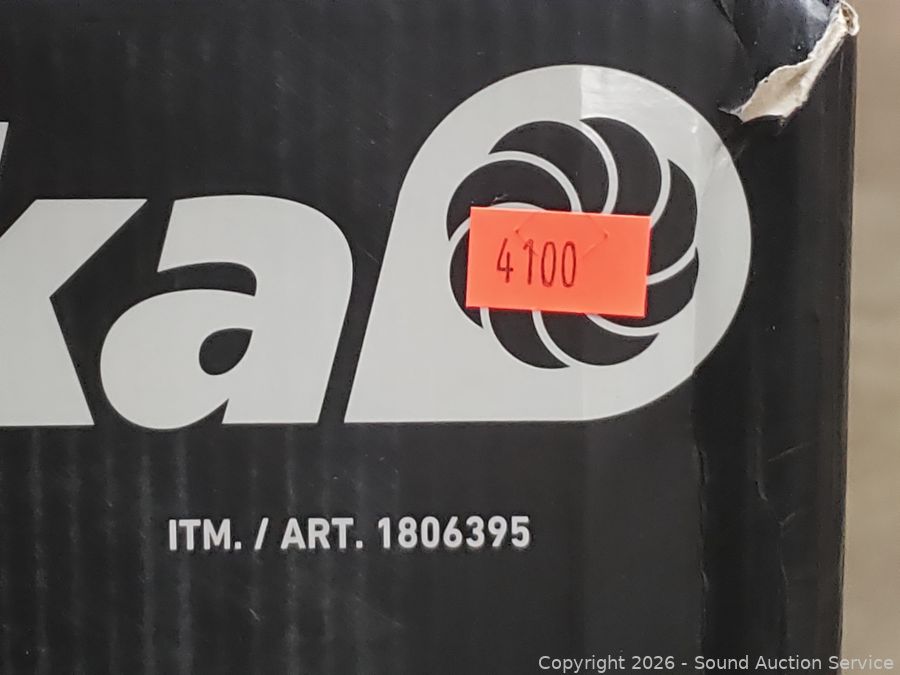 ka
4100
ITM. / ART. 1806395
Copyright 2026 - Sound Auction Service